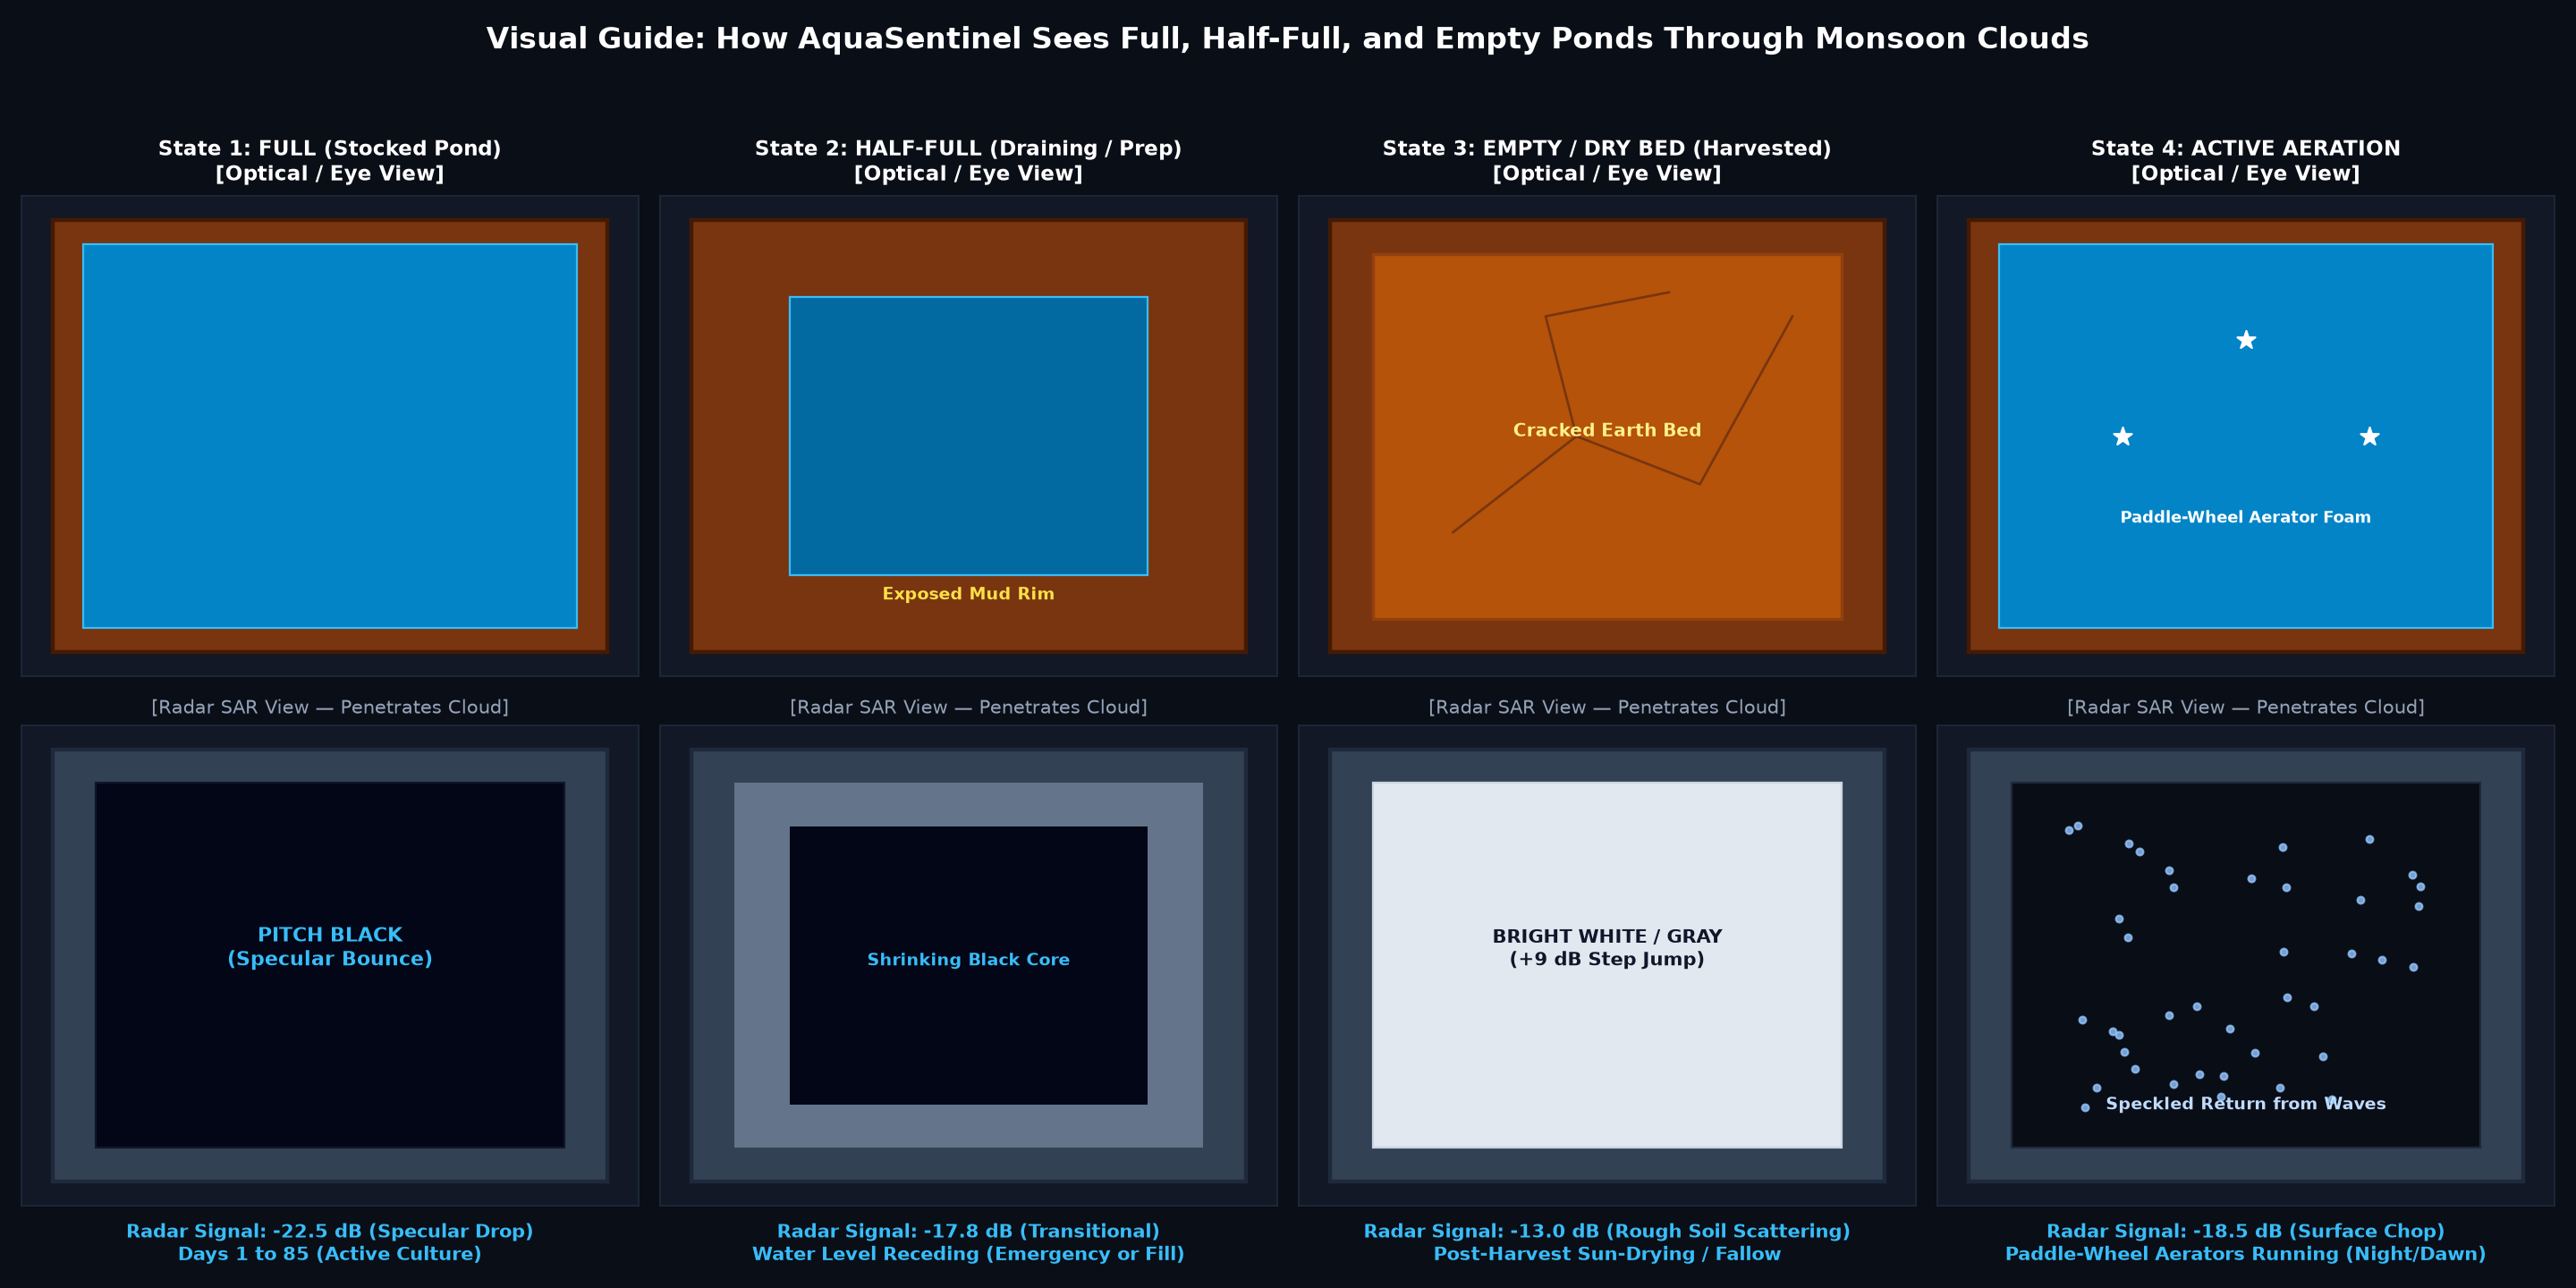 Visual Guide: How AquaSentinel Sees Full, Half-Full, and Empty Ponds Through Monsoon Clouds
State 1: FULL (Stocked Pond)
[Optical / Eye View]
State 2: HALF-FULL (Draining / Prep)
[Optical / Eye View]
State 3: EMPTY / DRY BED (Harvested)
[Optical / Eye View]
State 4: ACTIVE AERATION
[Optical / Eye View]
Exposed Mud Rim
Cracked Earth Bed
Paddle-Wheel Aerator Foam
[Radar SAR View — Penetrates Cloud]
[Radar SAR View — Penetrates Cloud]
[Radar SAR View — Penetrates Cloud]
[Radar SAR View — Penetrates Cloud]
PITCH BLACK
(Specular Bounce)
Shrinking Black Core
BRIGHT WHITE / GRAY
(+9 dB Step Jump)
Speckled Return from Waves
Radar Signal: -22.5 dB (Specular Drop)
Days 1 to 85 (Active Culture)
Radar Signal: -17.8 dB (Transitional)
Water Level Receding (Emergency or Fill)
Radar Signal: -13.0 dB (Rough Soil Scattering)
Post-Harvest Sun-Drying / Fallow
Radar Signal: -18.5 dB (Surface Chop)
Paddle-Wheel Aerators Running (Night/Dawn)